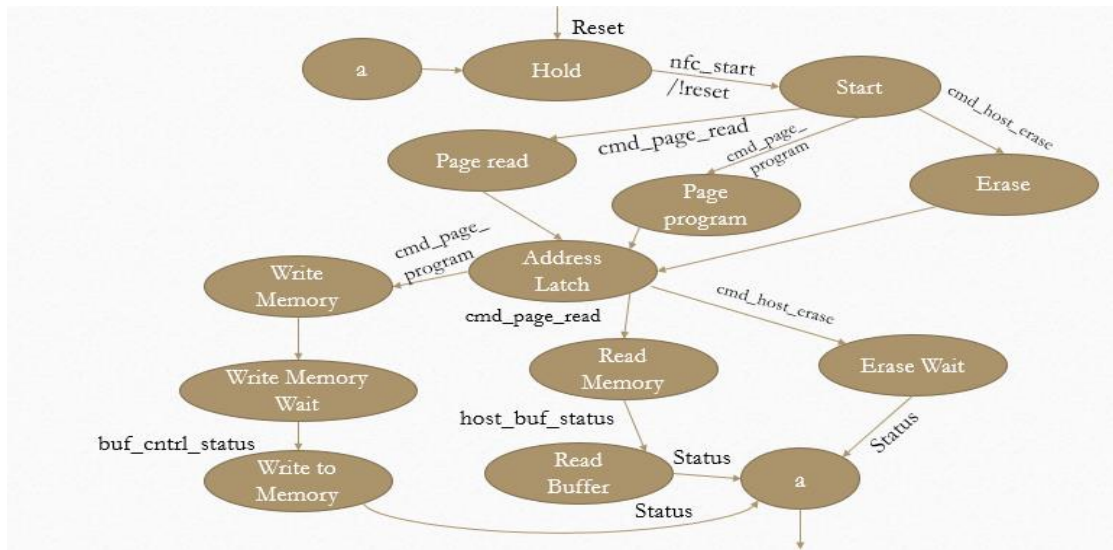 Reset
a
Hold
nfc_start
/!reset
Start
cmd_host_erase
cmd_page_read
cmd_page_
program
Page read
Page
program
Erase
cmd_page_
program
Address
Latch
Write
Memory
cmd_page_read
cmd_host_erase
Read
Memory
Erase Wait
Write Memory
Wait
host_buf_status
Status
buf_cntrl_status
Write to
Memory
Read
Buffer
Status
a
Status